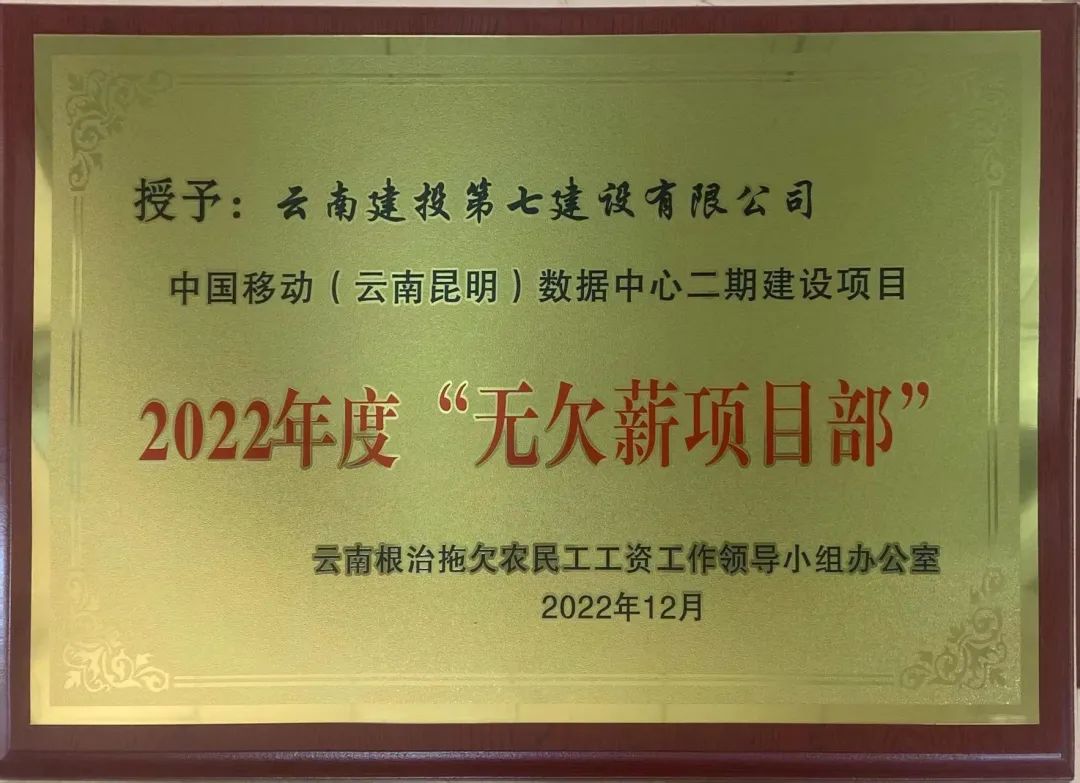 授予：云南建投第七建设有限公司
中国移动（云南昆明）数据中心二期建设项目
2022年度“无欠薪项目部”
云南根治拖欠农民工工资工作领导小组办公室
2022年12月